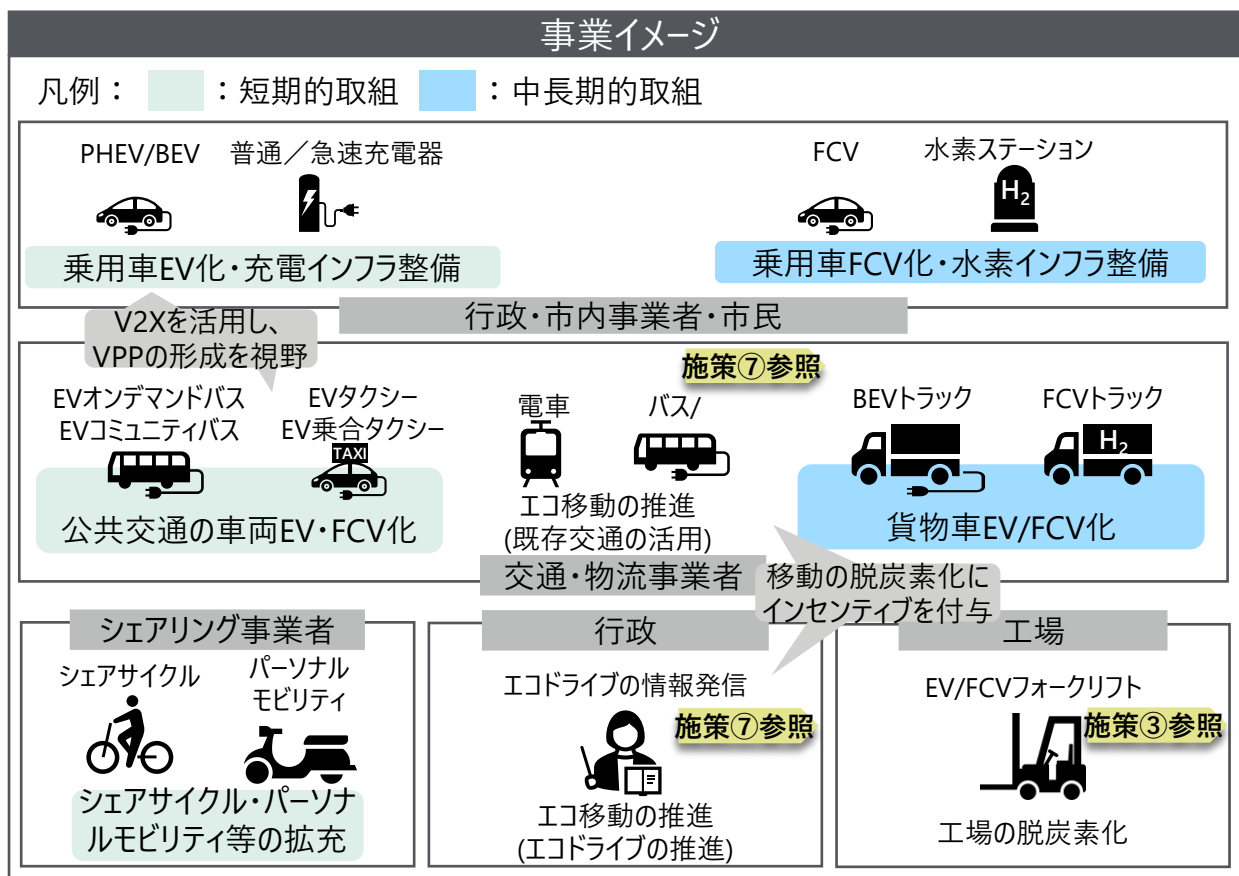 事業イメージ
凡例： ：短期的取組 ：中長期的取組
PHEV/BEV 普通／急速充電器
FCV 水素ステーション
H2
乗用車EV化・充電インフラ整備
乗用車FCV化・水素インフラ整備
行政・市内事業者・市民
V2Xを活用し、
VPPの形成を視野
施策⑦参照
EVオンデマンドバス
EVコミュニティバス
EVタクシー
EV乗合タクシー
TAXI
公共交通の車両EV・FCV化
電車
バス/
エコ移動の推進
(既存交通の活用)
BEVトラック
FCVトラック
H2
貨物車EV/FCV化
交通・物流事業者
移動の脱炭素化に
インセンティブを付与
シェアリング事業者
シェアサイクル
パーソナル
モビリティ
シェアサイクル・パーソナ
ルモビリティ等の拡充
行政
エコドライブの情報発信
施策⑦参照
エコ移動の推進
(エコドライブの推進)
工場
EV/FCVフォークリフト
施策③参照
工場の脱炭素化